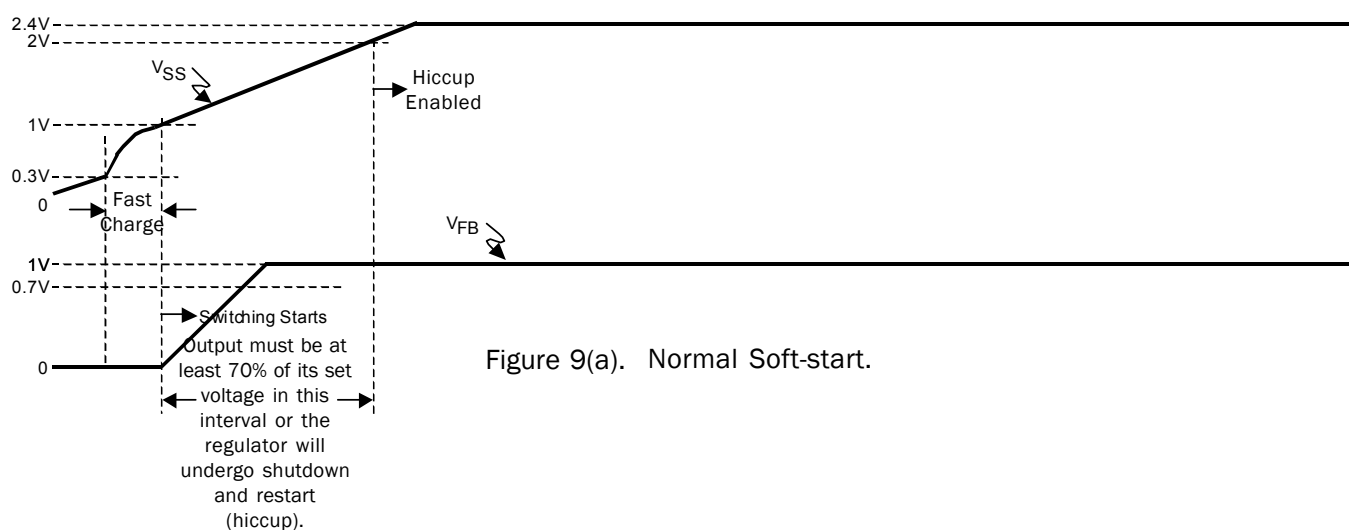 2.4V
2V
VSS
Hiccup
Enabled
1V
0.3V
0
Fast
Charge
VFB
1V
0.7V
Switching Starts
0
Output must be at
least 70% of its set
voltage in this
interval or the
regulator will
undergo shutdown
and restart
(hiccup).
Figure 9(a). Normal Soft-start.